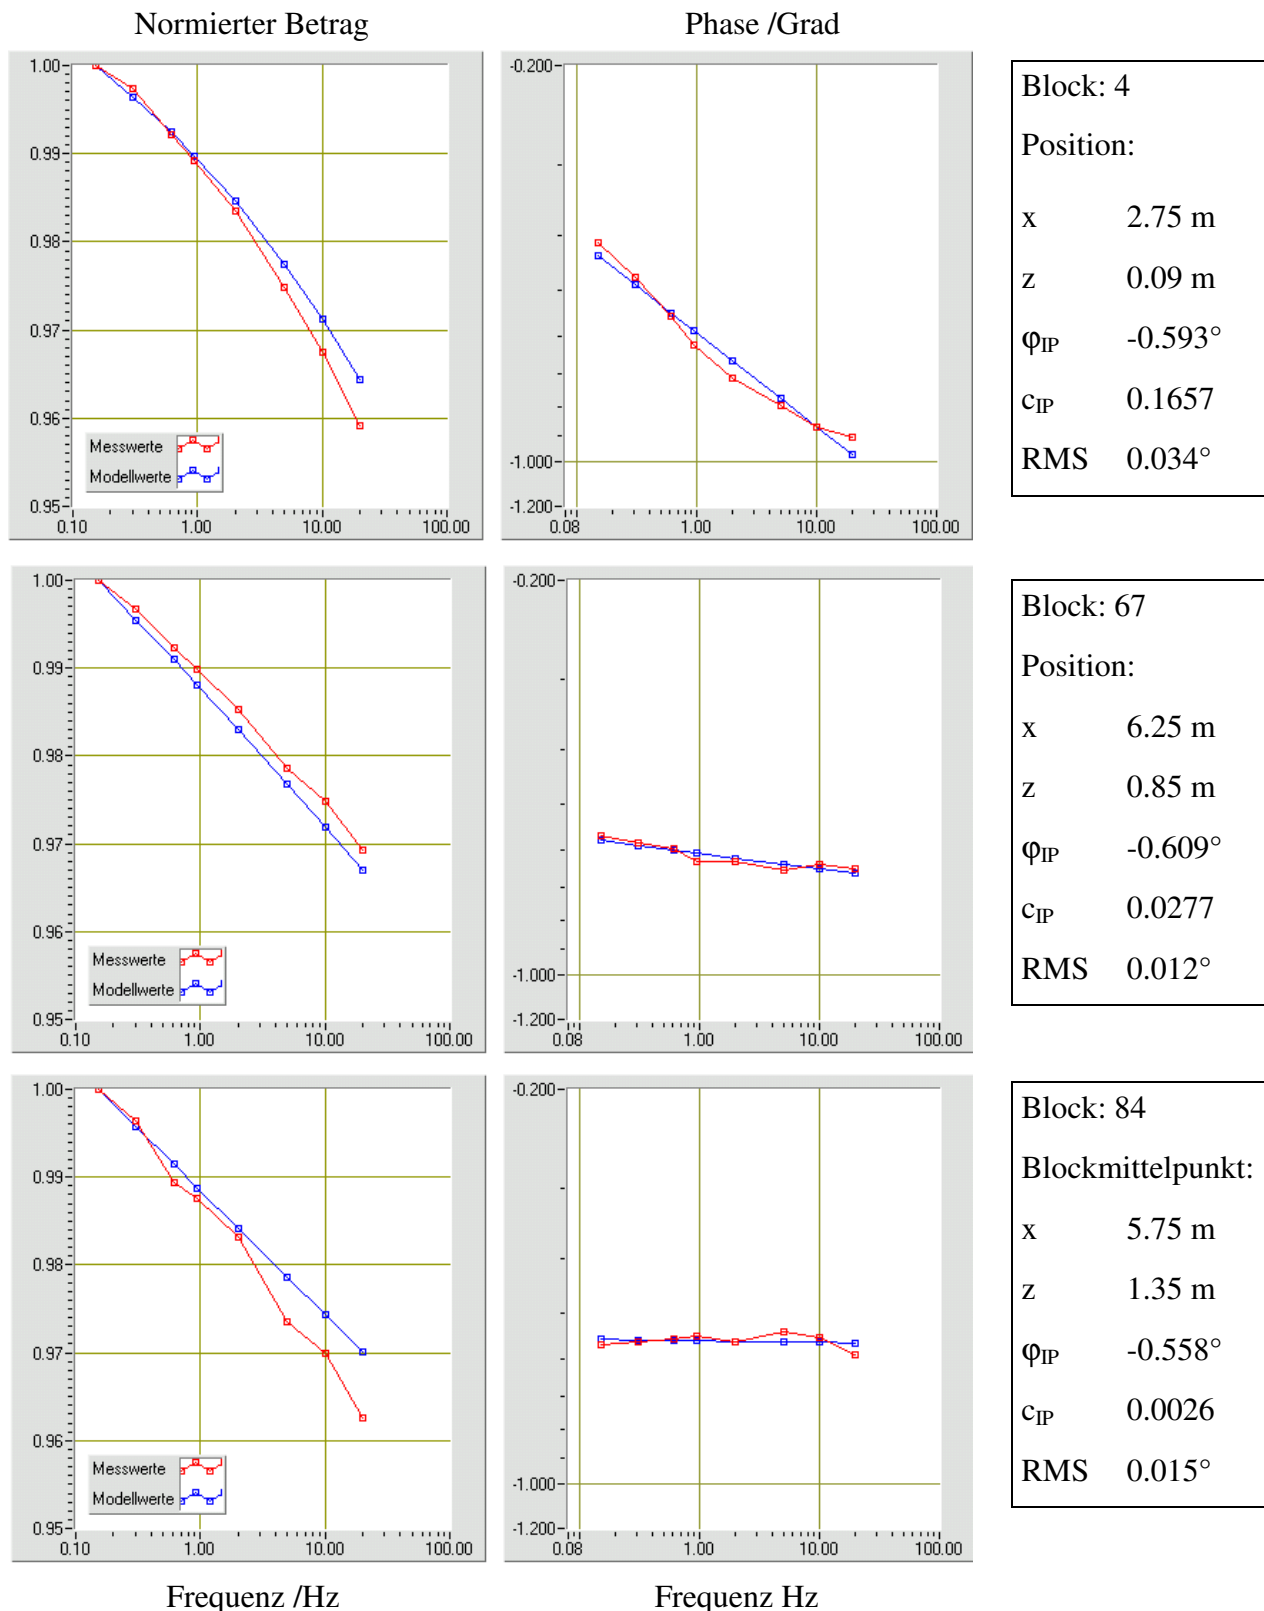 Normierter Betrag
Phase /Grad
1.00
0.99
0.98
0.97
0.96
0.95
0.10
1.00
10.00
100.00
Messwerte
Modellwerte
-0.200
-1.000
-1.200
0.08
1.00
10.00
100.00
Block: 4
Position:
x 2.75 m
z 0.09 m
φIP -0.593°
cIP 0.1657
RMS 0.034°
1.00
0.99
0.98
0.97
0.96
0.95
0.10
1.00
10.00
100.00
Messwerte
Modellwerte
-0.200
-1.000
-1.200
0.08
1.00
10.00
100.00
Block: 67
Position:
x 6.25 m
z 0.85 m
φIP -0.609°
cIP 0.0277
RMS 0.012°
1.00
0.99
0.98
0.97
0.96
0.95
0.10
1.00
10.00
100.00
Messwerte
Modellwerte
-0.200
-1.000
-1.200
0.08
1.00
10.00
100.00
Block: 84
Blockmittelpunkt:
x 5.75 m
z 1.35 m
φIP -0.558°
cIP 0.0026
RMS 0.015°
Frequenz /Hz
Frequenz Hz